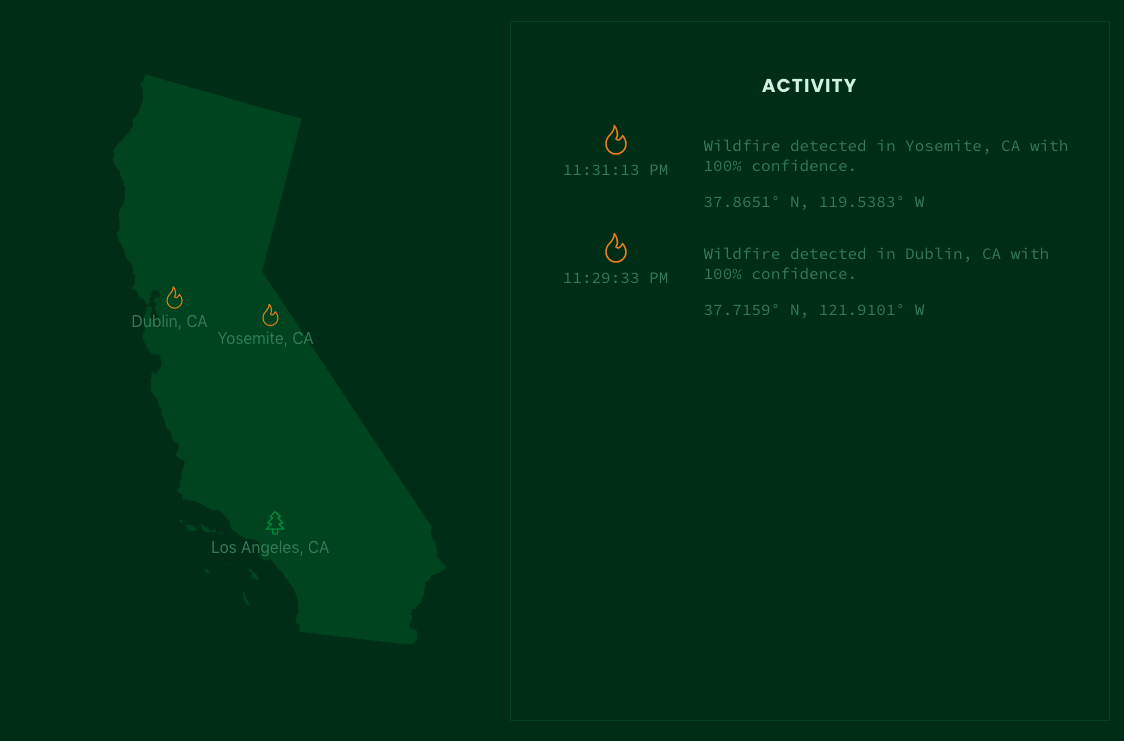 Dublin, CA
Yosemite, CA
Los Angeles, CA
ACTIVITY
11:31:13 PM
Wildfire detected in Yosemite, CA with
100% confidence.
37.8651° N, 119.5383° W
11:29:33 PM
Wildfire detected in Dublin, CA with
100% confidence.
37.7159° N, 121.9101° W